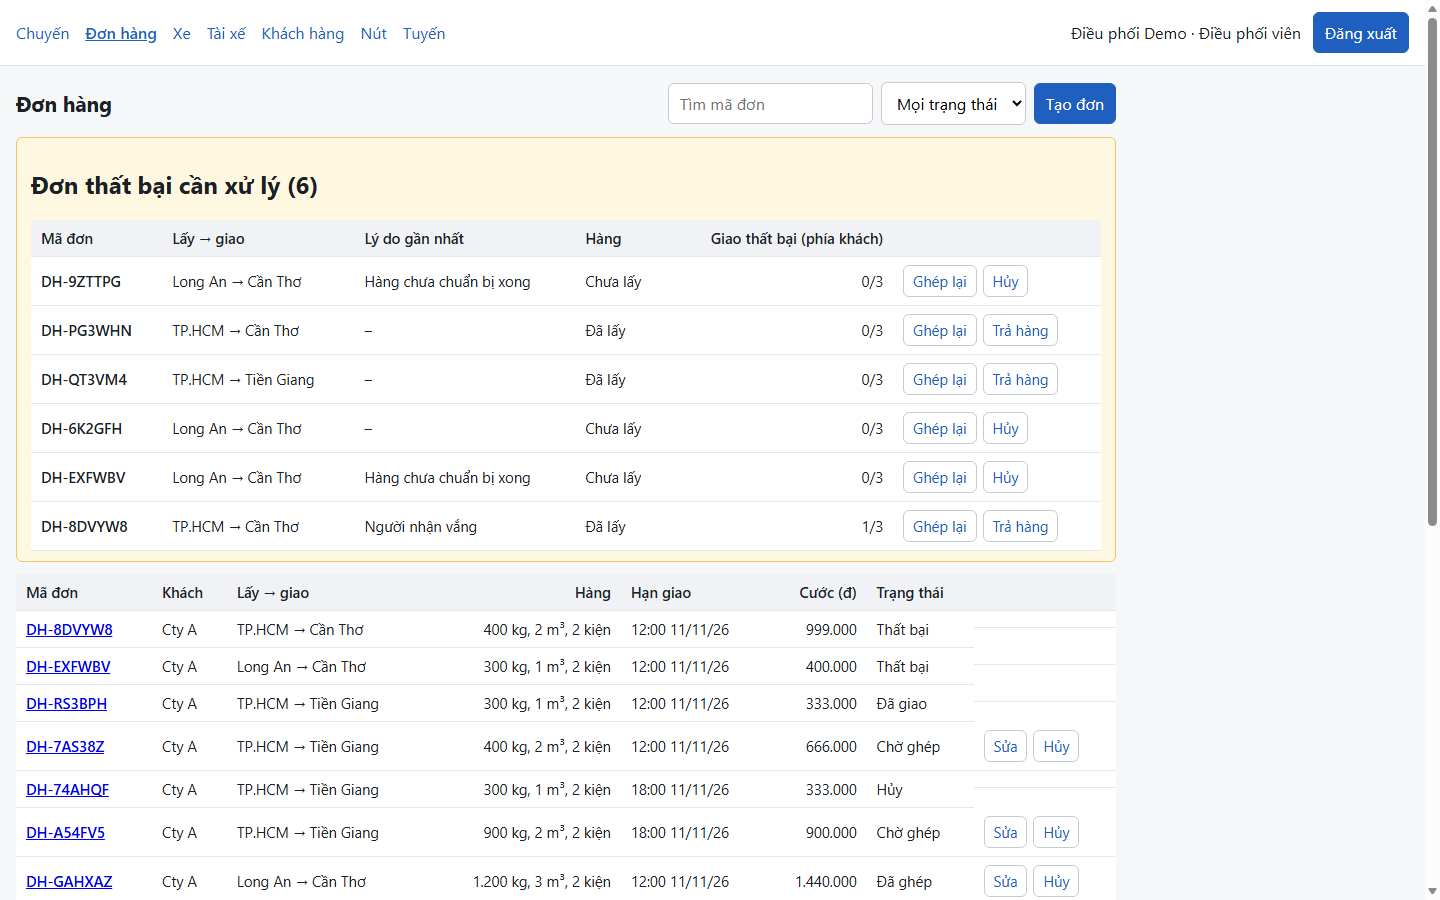 Chuyến Đơn hàng Xe Tài xế Khách hàng Nút Tuyến Điều phối Demo · Điều phối viên Đăng xuất
Đơn hàng Tìm mã đơn Mọi trạng thái Tạo đơn
Đơn thất bại cần xử lý (6)
Mã đơn Lấy → giao Lý do gần nhất Hàng Giao thất bại (phía khách)
DH-9ZTTPG Long An → Cần Thơ Hàng chưa chuẩn bị xong Chưa lấy 0/3 Ghép lại Hủy
DH-PG3WHN TP.HCM → Cần Thơ – Đã lấy 0/3 Ghép lại Trả hàng
DH-QT3VM4 TP.HCM → Tiền Giang – Đã lấy 0/3 Ghép lại Trả hàng
DH-6K2GFH Long An → Cần Thơ – Chưa lấy 0/3 Ghép lại Hủy
DH-EXFWBV Long An → Cần Thơ Hàng chưa chuẩn bị xong Chưa lấy 0/3 Ghép lại Hủy
DH-8DVYW8 TP.HCM → Cần Thơ Người nhận vắng Đã lấy 1/3 Ghép lại Trả hàng
Mã đơn Khách Lấy → giao Hàng Hạn giao Cước (đ) Trạng thái
DH-8DVYW8 Cty A TP.HCM → Cần Thơ 400 kg, 2 m³, 2 kiện 12:00 11/11/26 999.000 Thất bại
DH-EXFWBV Cty A Long An → Cần Thơ 300 kg, 1 m³, 2 kiện 12:00 11/11/26 400.000 Thất bại
DH-RS3BPH Cty A TP.HCM → Tiền Giang 300 kg, 1 m³, 2 kiện 12:00 11/11/26 333.000 Đã giao
DH-7AS38Z Cty A TP.HCM → Tiền Giang 400 kg, 2 m³, 2 kiện 12:00 11/11/26 666.000 Chờ ghép Sửa Hủy
DH-74AHQF Cty A TP.HCM → Tiền Giang 300 kg, 1 m³, 2 kiện 18:00 11/11/26 333.000 Hủy
DH-A54FV5 Cty A TP.HCM → Tiền Giang 900 kg, 2 m³, 2 kiện 18:00 11/11/26 900.000 Chờ ghép Sửa Hủy
DH-GAHXAZ Cty A Long An → Cần Thơ 1.200 kg, 3 m³, 2 kiện 12:00 11/11/26 1.440.000 Đã ghép Sửa Hủy